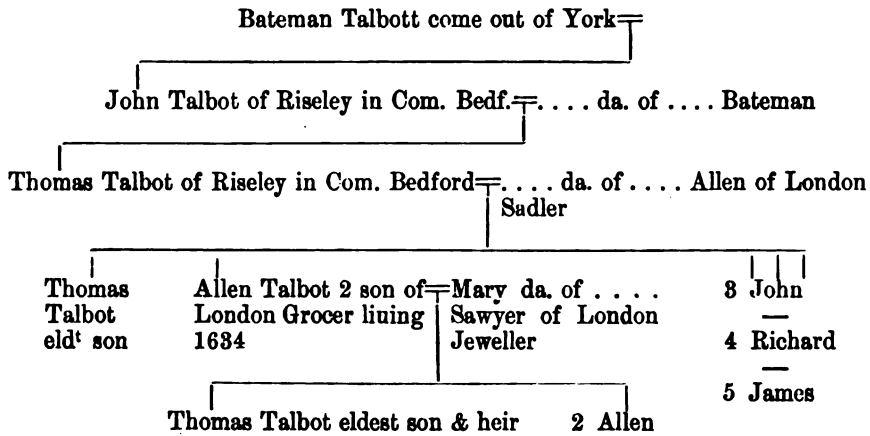 Bateman Talbott come out of York
John Talbot of Riseley in Com. Bedf. . . . . da. of . . . . Bateman
Thomas Talbot of Riseley in Com. Bedford . . . . da. of . . . . Allen of London
Sadler
Thomas
Talbot
eldᵗ son
Allen Talbot 2 son of
London Grocer liuing
1634
Mary da. of . . . .
Sawyer of London
Jeweller
3 John
4 Richard
5 James
Thomas Talbot eldest son & heir 2 Allen